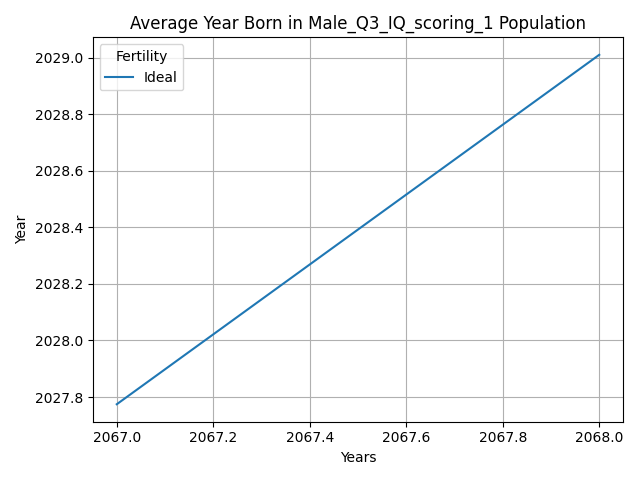 Average Year Born in Male_Q3_IQ_scoring_1 Population
Fertility
Ideal
2029.0
2028.8
2028.6
2028.4
2028.2
2028.0
2027.8
Year
2067.0 2067.2 2067.4 2067.6 2067.8 2068.0
Years